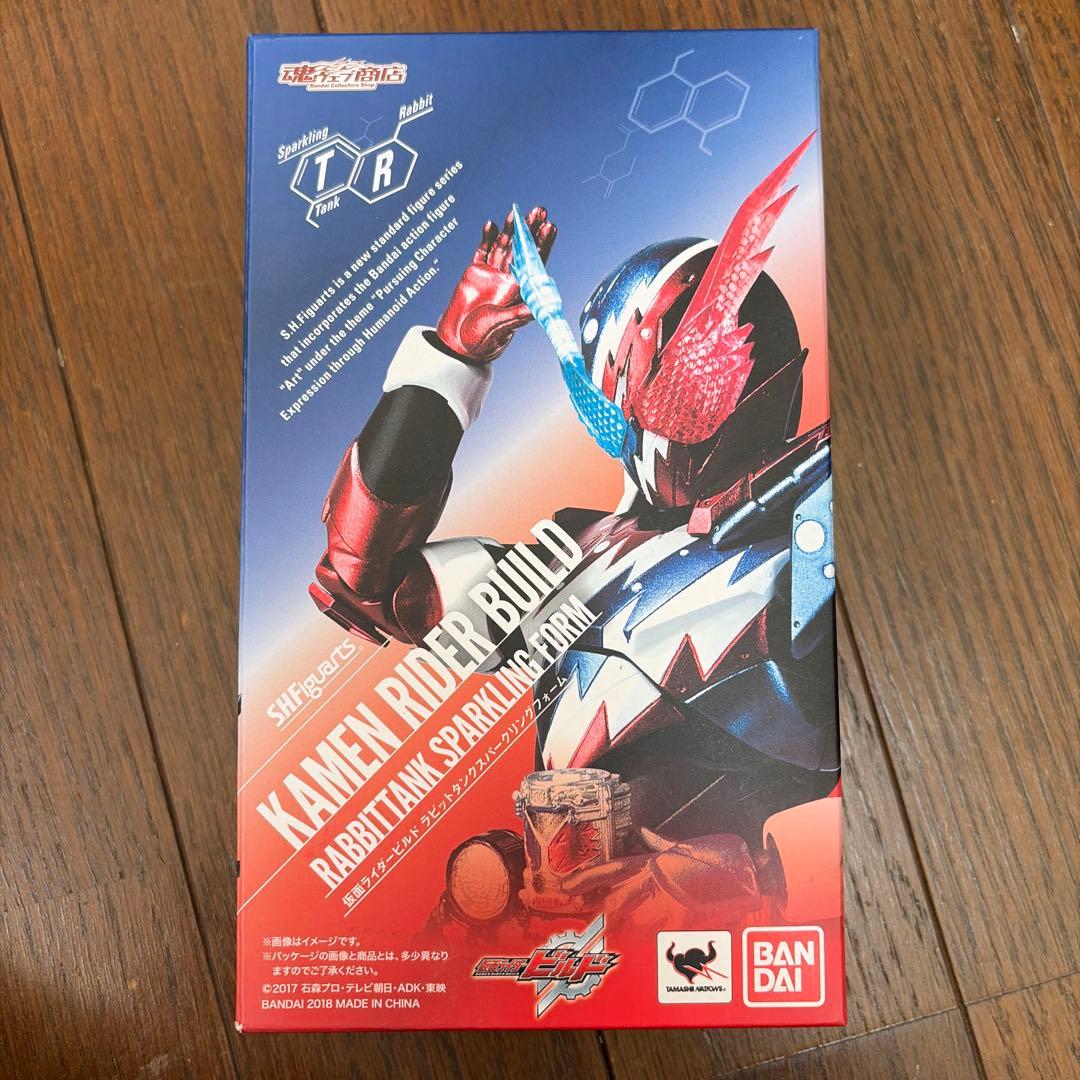 魂ウェブ商店
Bandai Collectors Shop
Sparkling
Rabbit
T R
Tank
S.H.Figuarts is a new standard figure series
that incorporates the Bandai action figure
"Art" under the theme "Pursuing Character
Expression through Humanoid Action."
S.H.Figuarts
KAMEN RIDER BUILD
RABBITTANK SPARKLING FORM
仮面ライダービルド ラビットタンクスパークリングフォーム
※画像はイメージです。
※パッケージの画像と商品とは、多少異なり
ますのでご了承ください。
©2017 石森プロ・テレビ朝日・ADK・東映
BANDAI 2018 MADE IN CHINA
仮面ライダー
ビルド
TAMASHII NATIONS
BAN
DAI